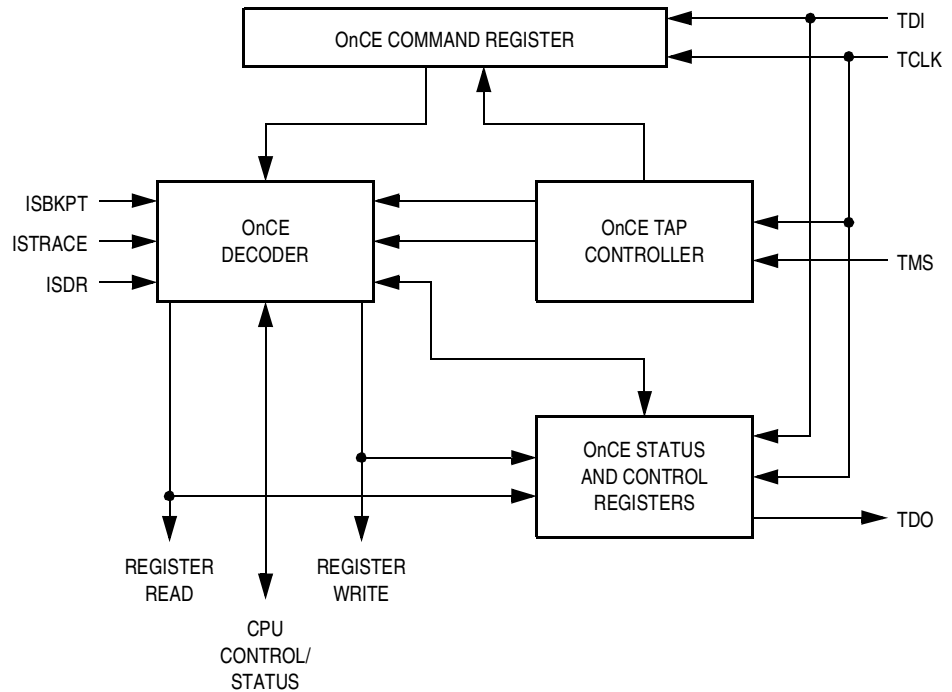 TDI
OnCE COMMAND REGISTER
TCLK
ISBKPT
OnCE
DECODER
OnCE TAP
CONTROLLER
ISTRACE
ISDR
TMS
OnCE STATUS
AND CONTROL
REGISTERS
TDO
REGISTER
READ
REGISTER
WRITE
CPU
CONTROL/
STATUS